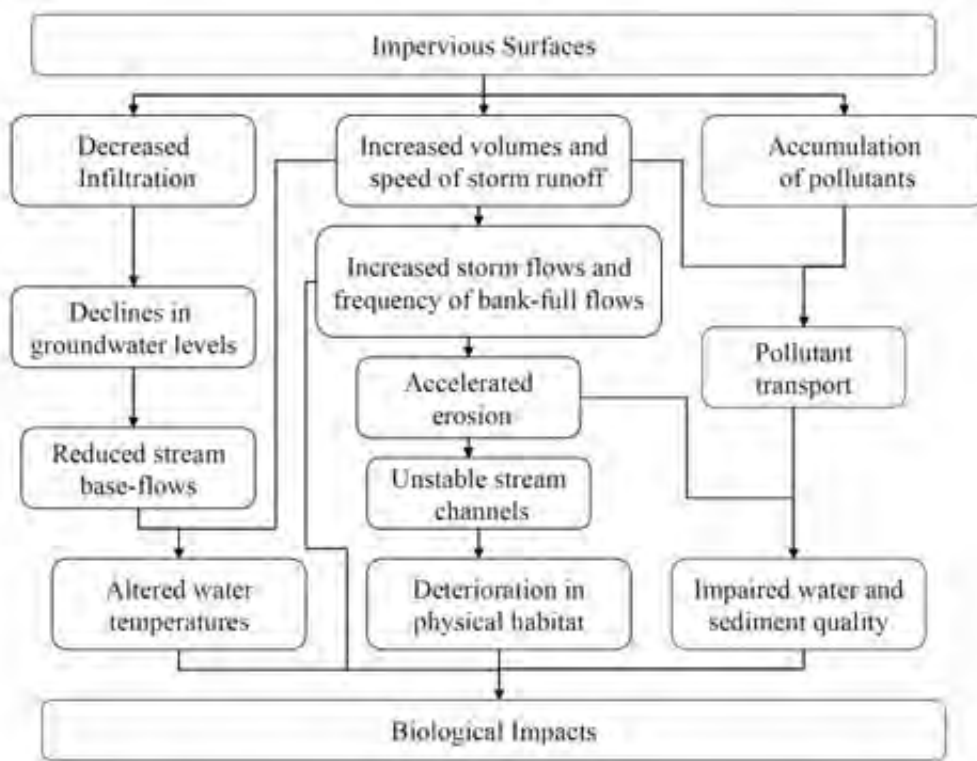 Impervious Surfaces
Decreased
Infiltration
Increased volumes and
speed of storm runoff
Accumulation
of pollutants
Increased storm flows and
frequency of bank-full flows
Declines in
groundwater levels
Pollutant
transport
Accelerated
erosion
Reduced stream
base-flows
Unstable stream
channels
Altered water
temperatures
Deterioration in
physical habitat
Impaired water and
sediment quality
Biological Impacts